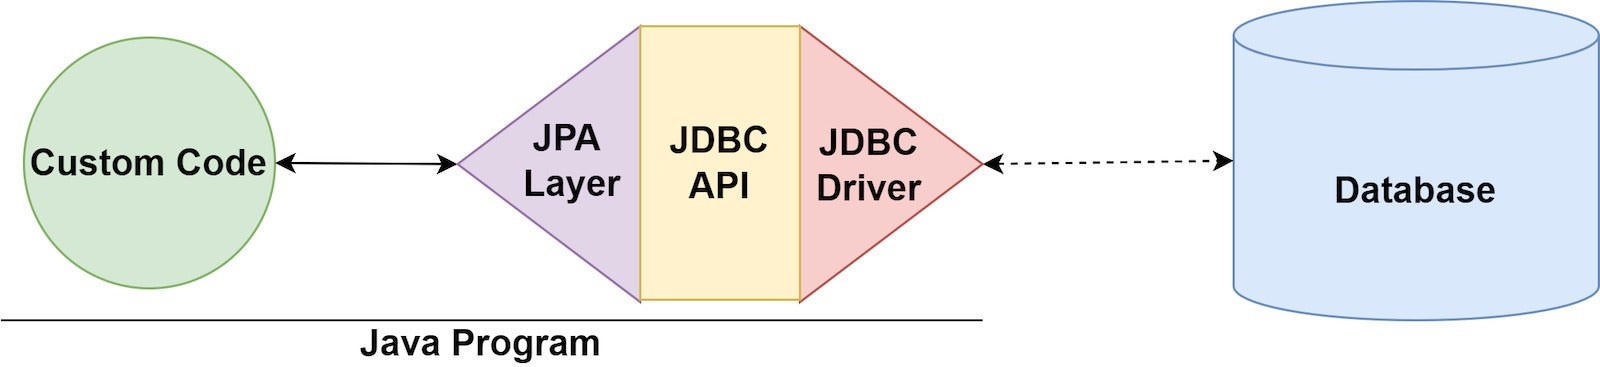 Custom Code
JPA
Layer
JDBC
API
JDBC
Driver
Database
Java Program